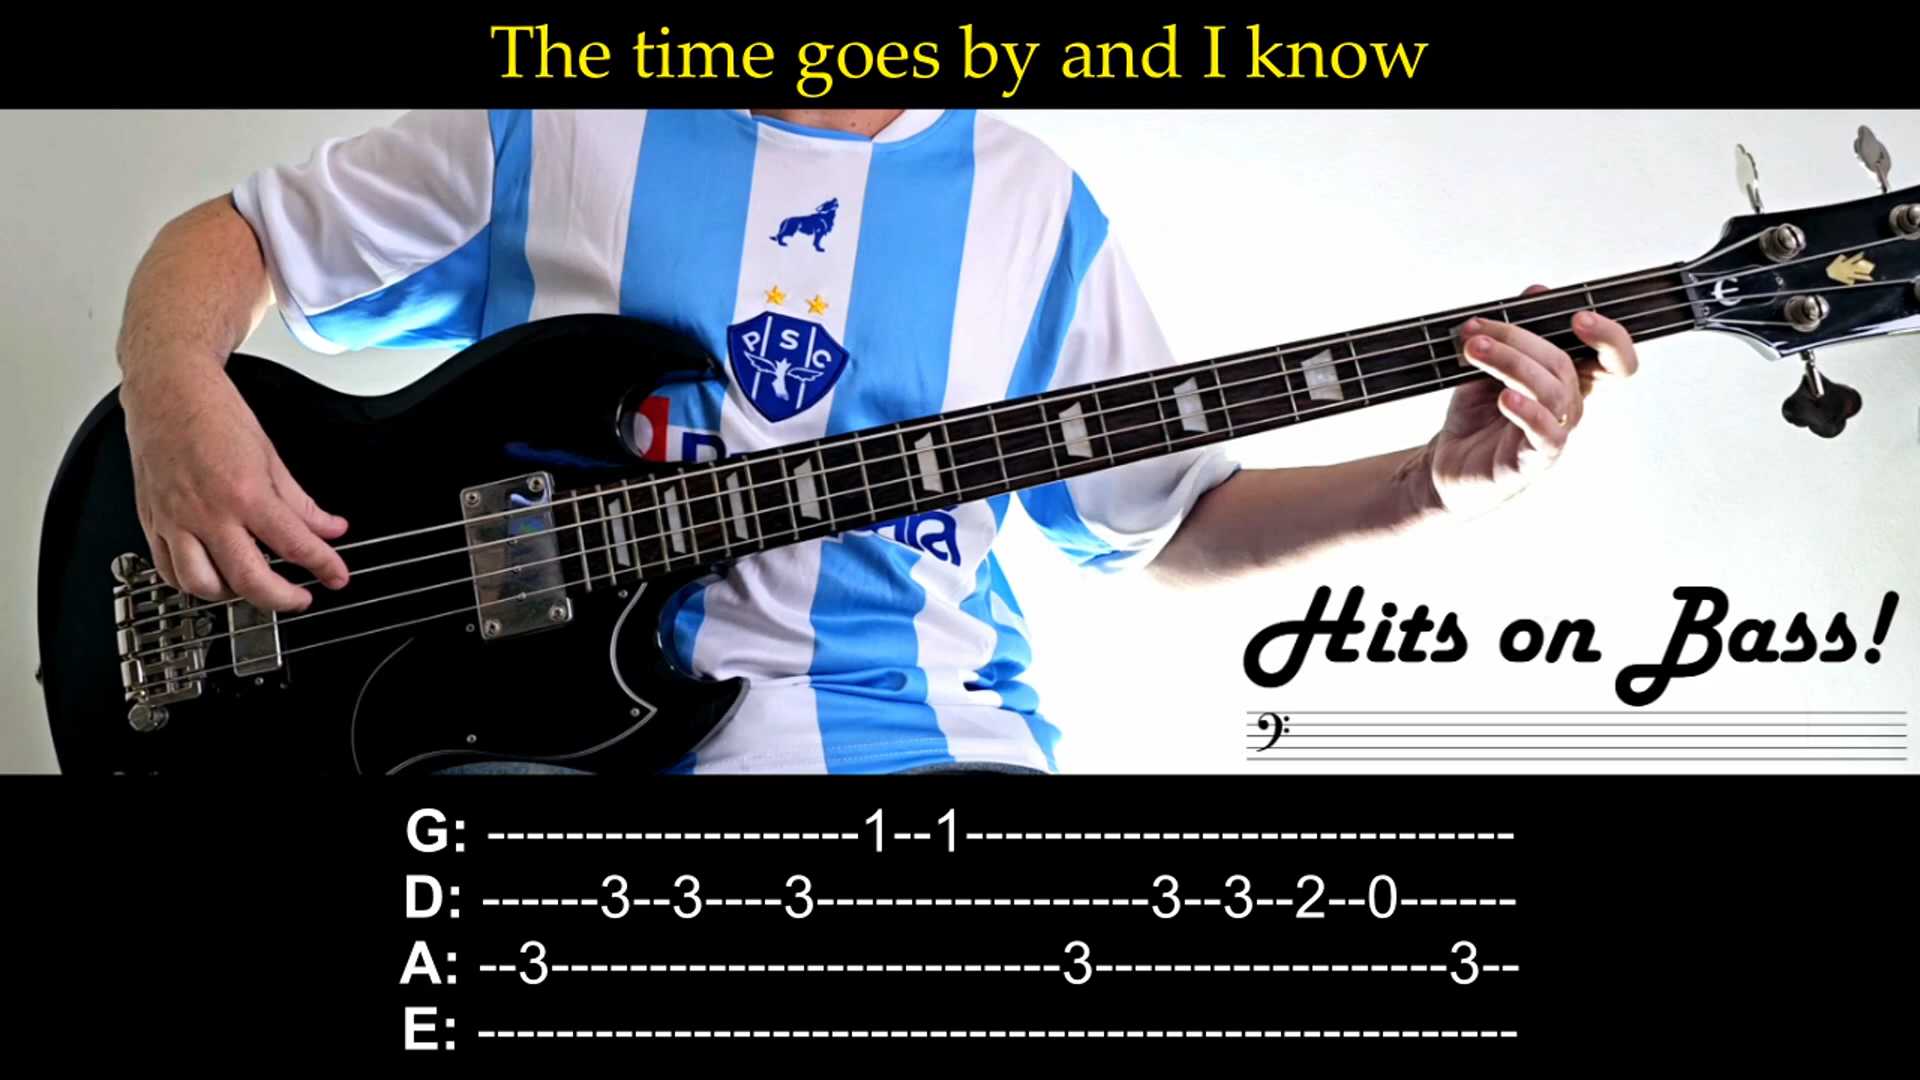 The time goes by and I know
P S C
Hits on Bass!
G: -------------------1--1----------------------------
D: ------3--3----3-----------------3--3--2--0------
A: --3--------------------------3------------------3--
E: -----------------------------------------------------